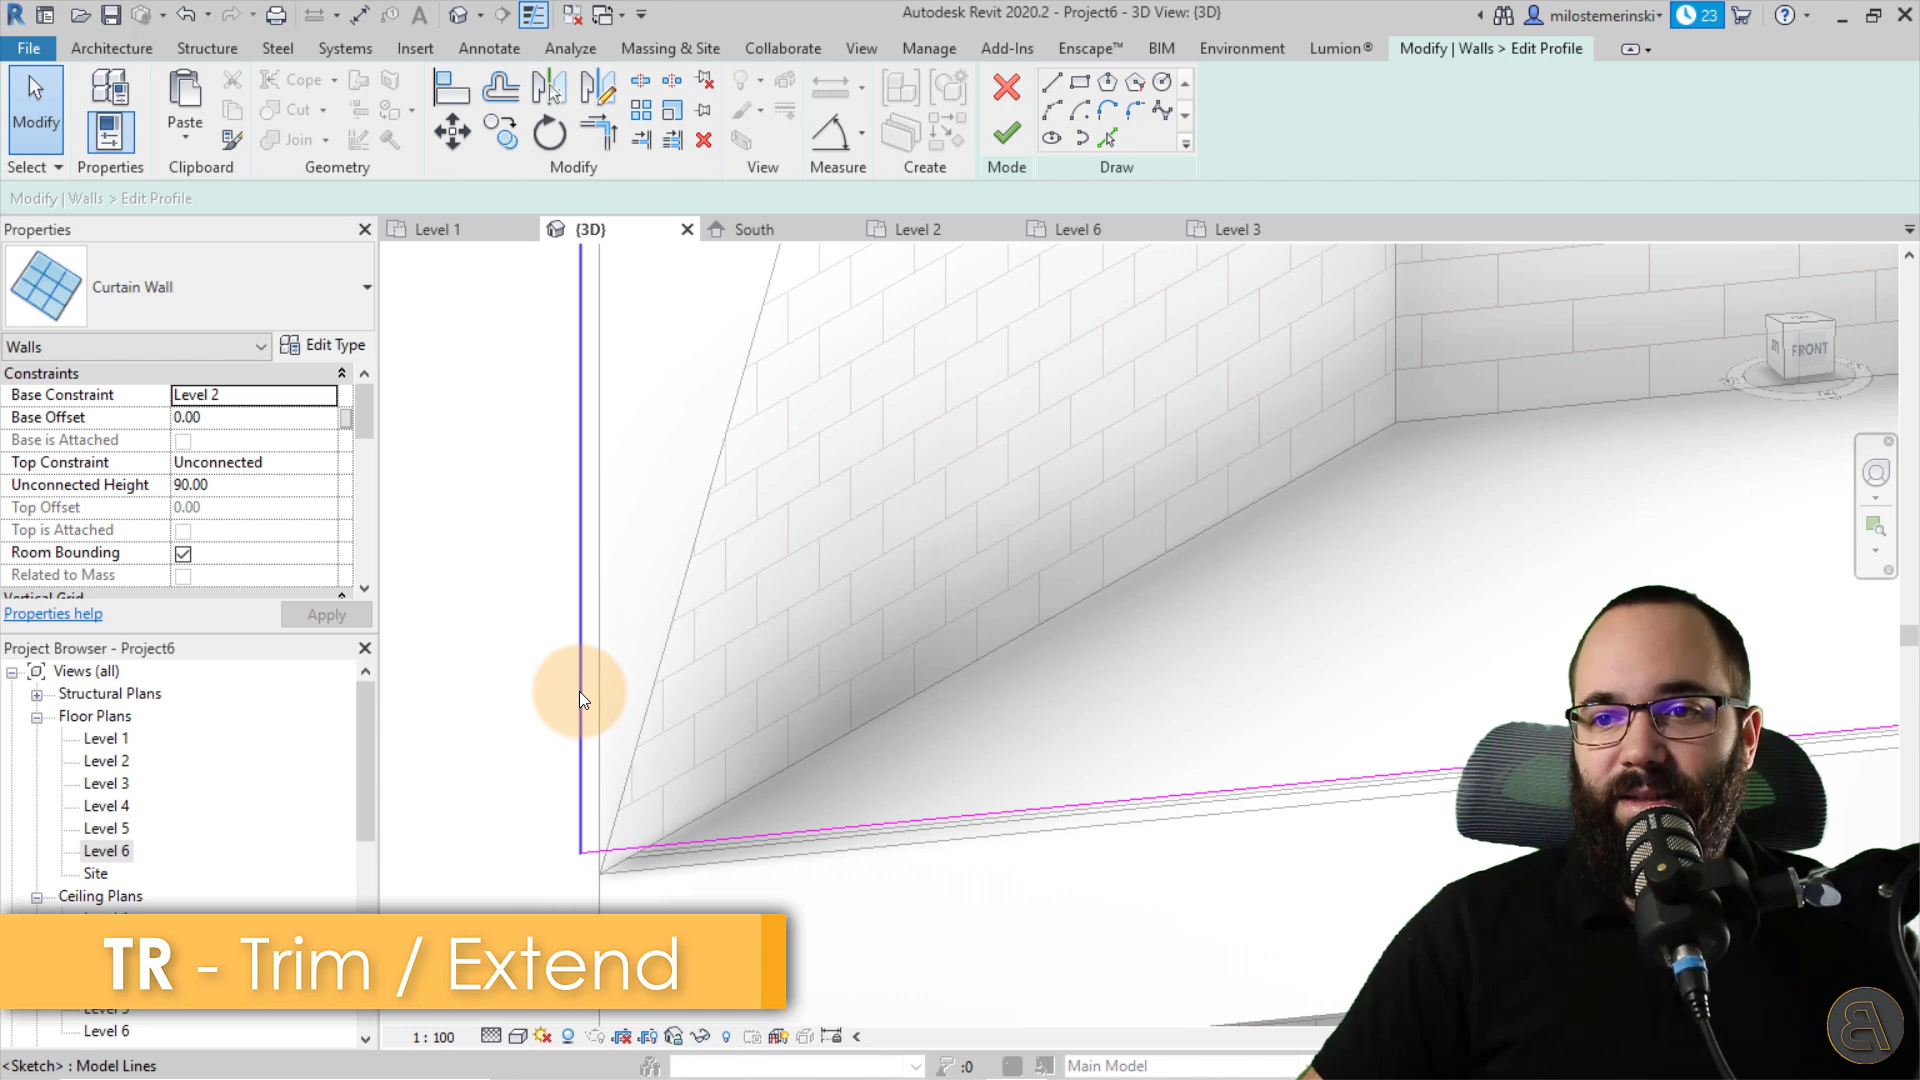 Autodesk Revit 2020.2 - Project6 - 3D View: {3D}
milostemerinski
23
File
Architecture
Structure
Steel
Systems
Insert
Annotate
Analyze
Massing & Site
Collaborate
View
Manage
Add-Ins
Enscape™
BIM
Environment
Lumion®
Modify | Walls > Edit Profile
Modify
Paste
Cope
Cut
Join
Select
Properties
Clipboard
Geometry
Modify
View
Measure
Create
Mode
Draw
Modify | Walls > Edit Profile
Properties
Level 1
{3D}
South
Level 2
Level 6
Level 3
Curtain Wall
Walls
Edit Type
Constraints
Base Constraint
Level 2
Base Offset
0.00
Base is Attached
Top Constraint
Unconnected
Unconnected Height
90.00
Top Offset
0.00
Top is Attached
Room Bounding
Related to Mass
Vertical Grid
Properties help
Apply
FRONT
Project Browser - Project6
Views (all)
Structural Plans
Floor Plans
Level 1
Level 2
Level 3
Level 4
Level 5
Level 6
Site
Ceiling Plans
TR - Trim / Extend
Level 6
1 : 100
<Sketch> : Model Lines
:0
Main Model